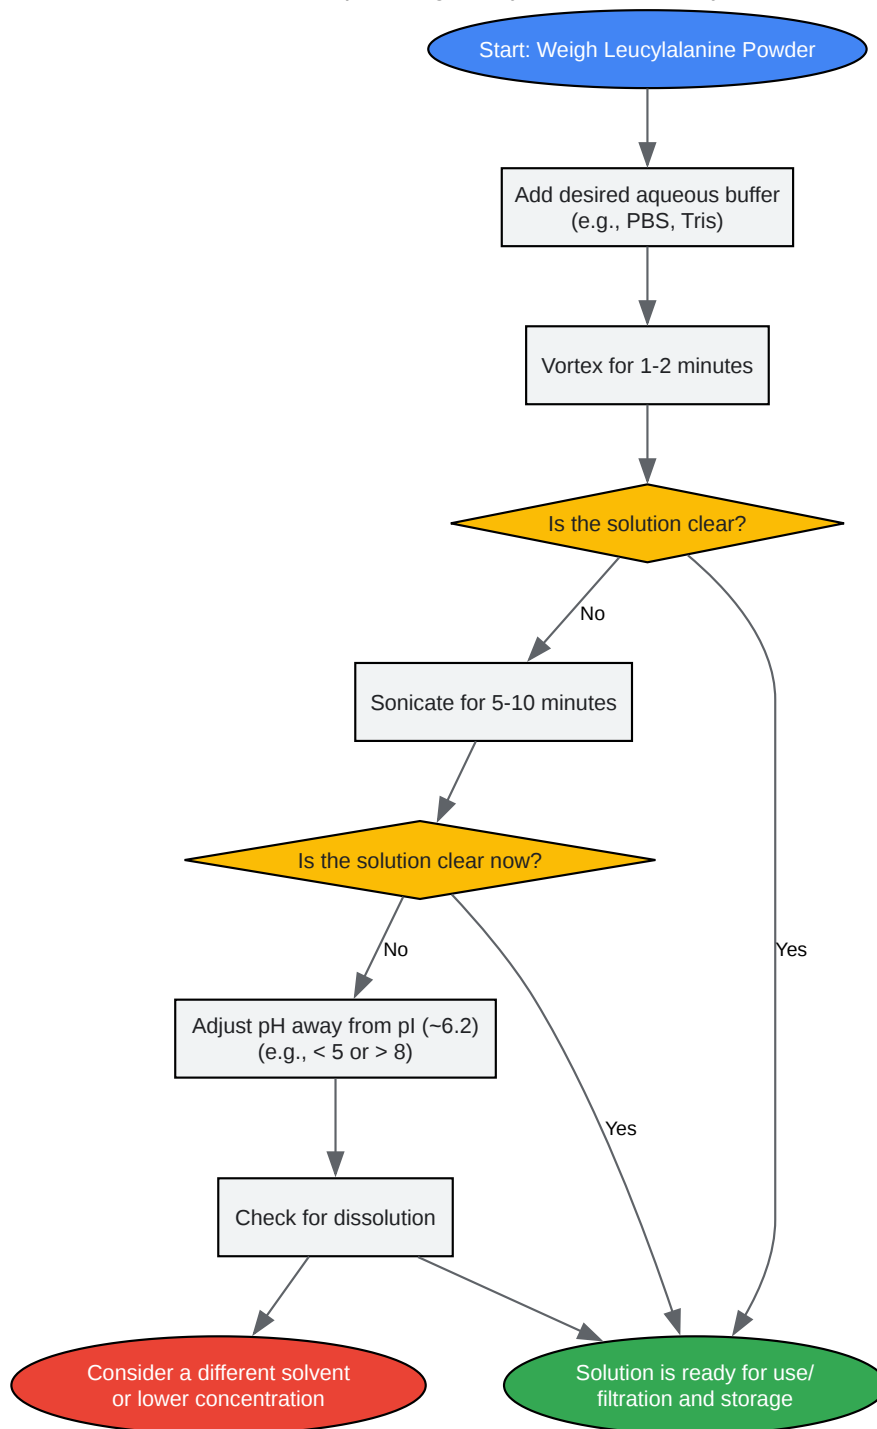 Start: Weigh Leucylalanine Powder
Add desired aqueous buffer
(e.g., PBS, Tris)
Vortex for 1-2 minutes
Is the solution clear?
No
Sonicate for 5-10 minutes
Is the solution clear now?
No
Yes
Adjust pH away from pI (~6.2)
(e.g., < 5 or > 8)
Yes
Check for dissolution
Consider a different solvent
or lower concentration
Solution is ready for use/
filtration and storage